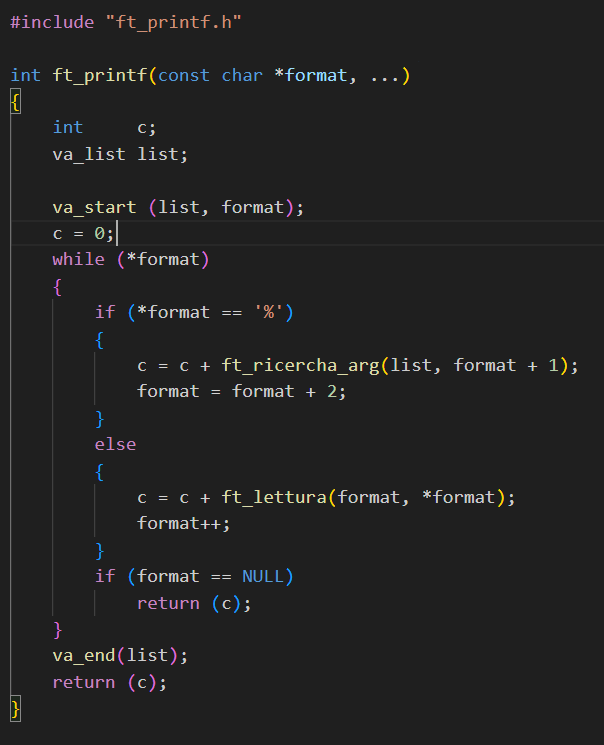 #include "ft_printf.h"

int ft_printf(const char *format, ...)
{
    int     c;
    va_list list;

    va_start (list, format);
    c = 0;
    while (*format)
    {
        if (*format == '%')
        {
            c = c + ft_ricercha_arg(list, format + 1);
            format = format + 2;
        }
        else
        {
            c = c + ft_lettura(format, *format);
            format++;
        }
        if (format == NULL)
            return (c);
    }
    va_end(list);
    return (c);
}